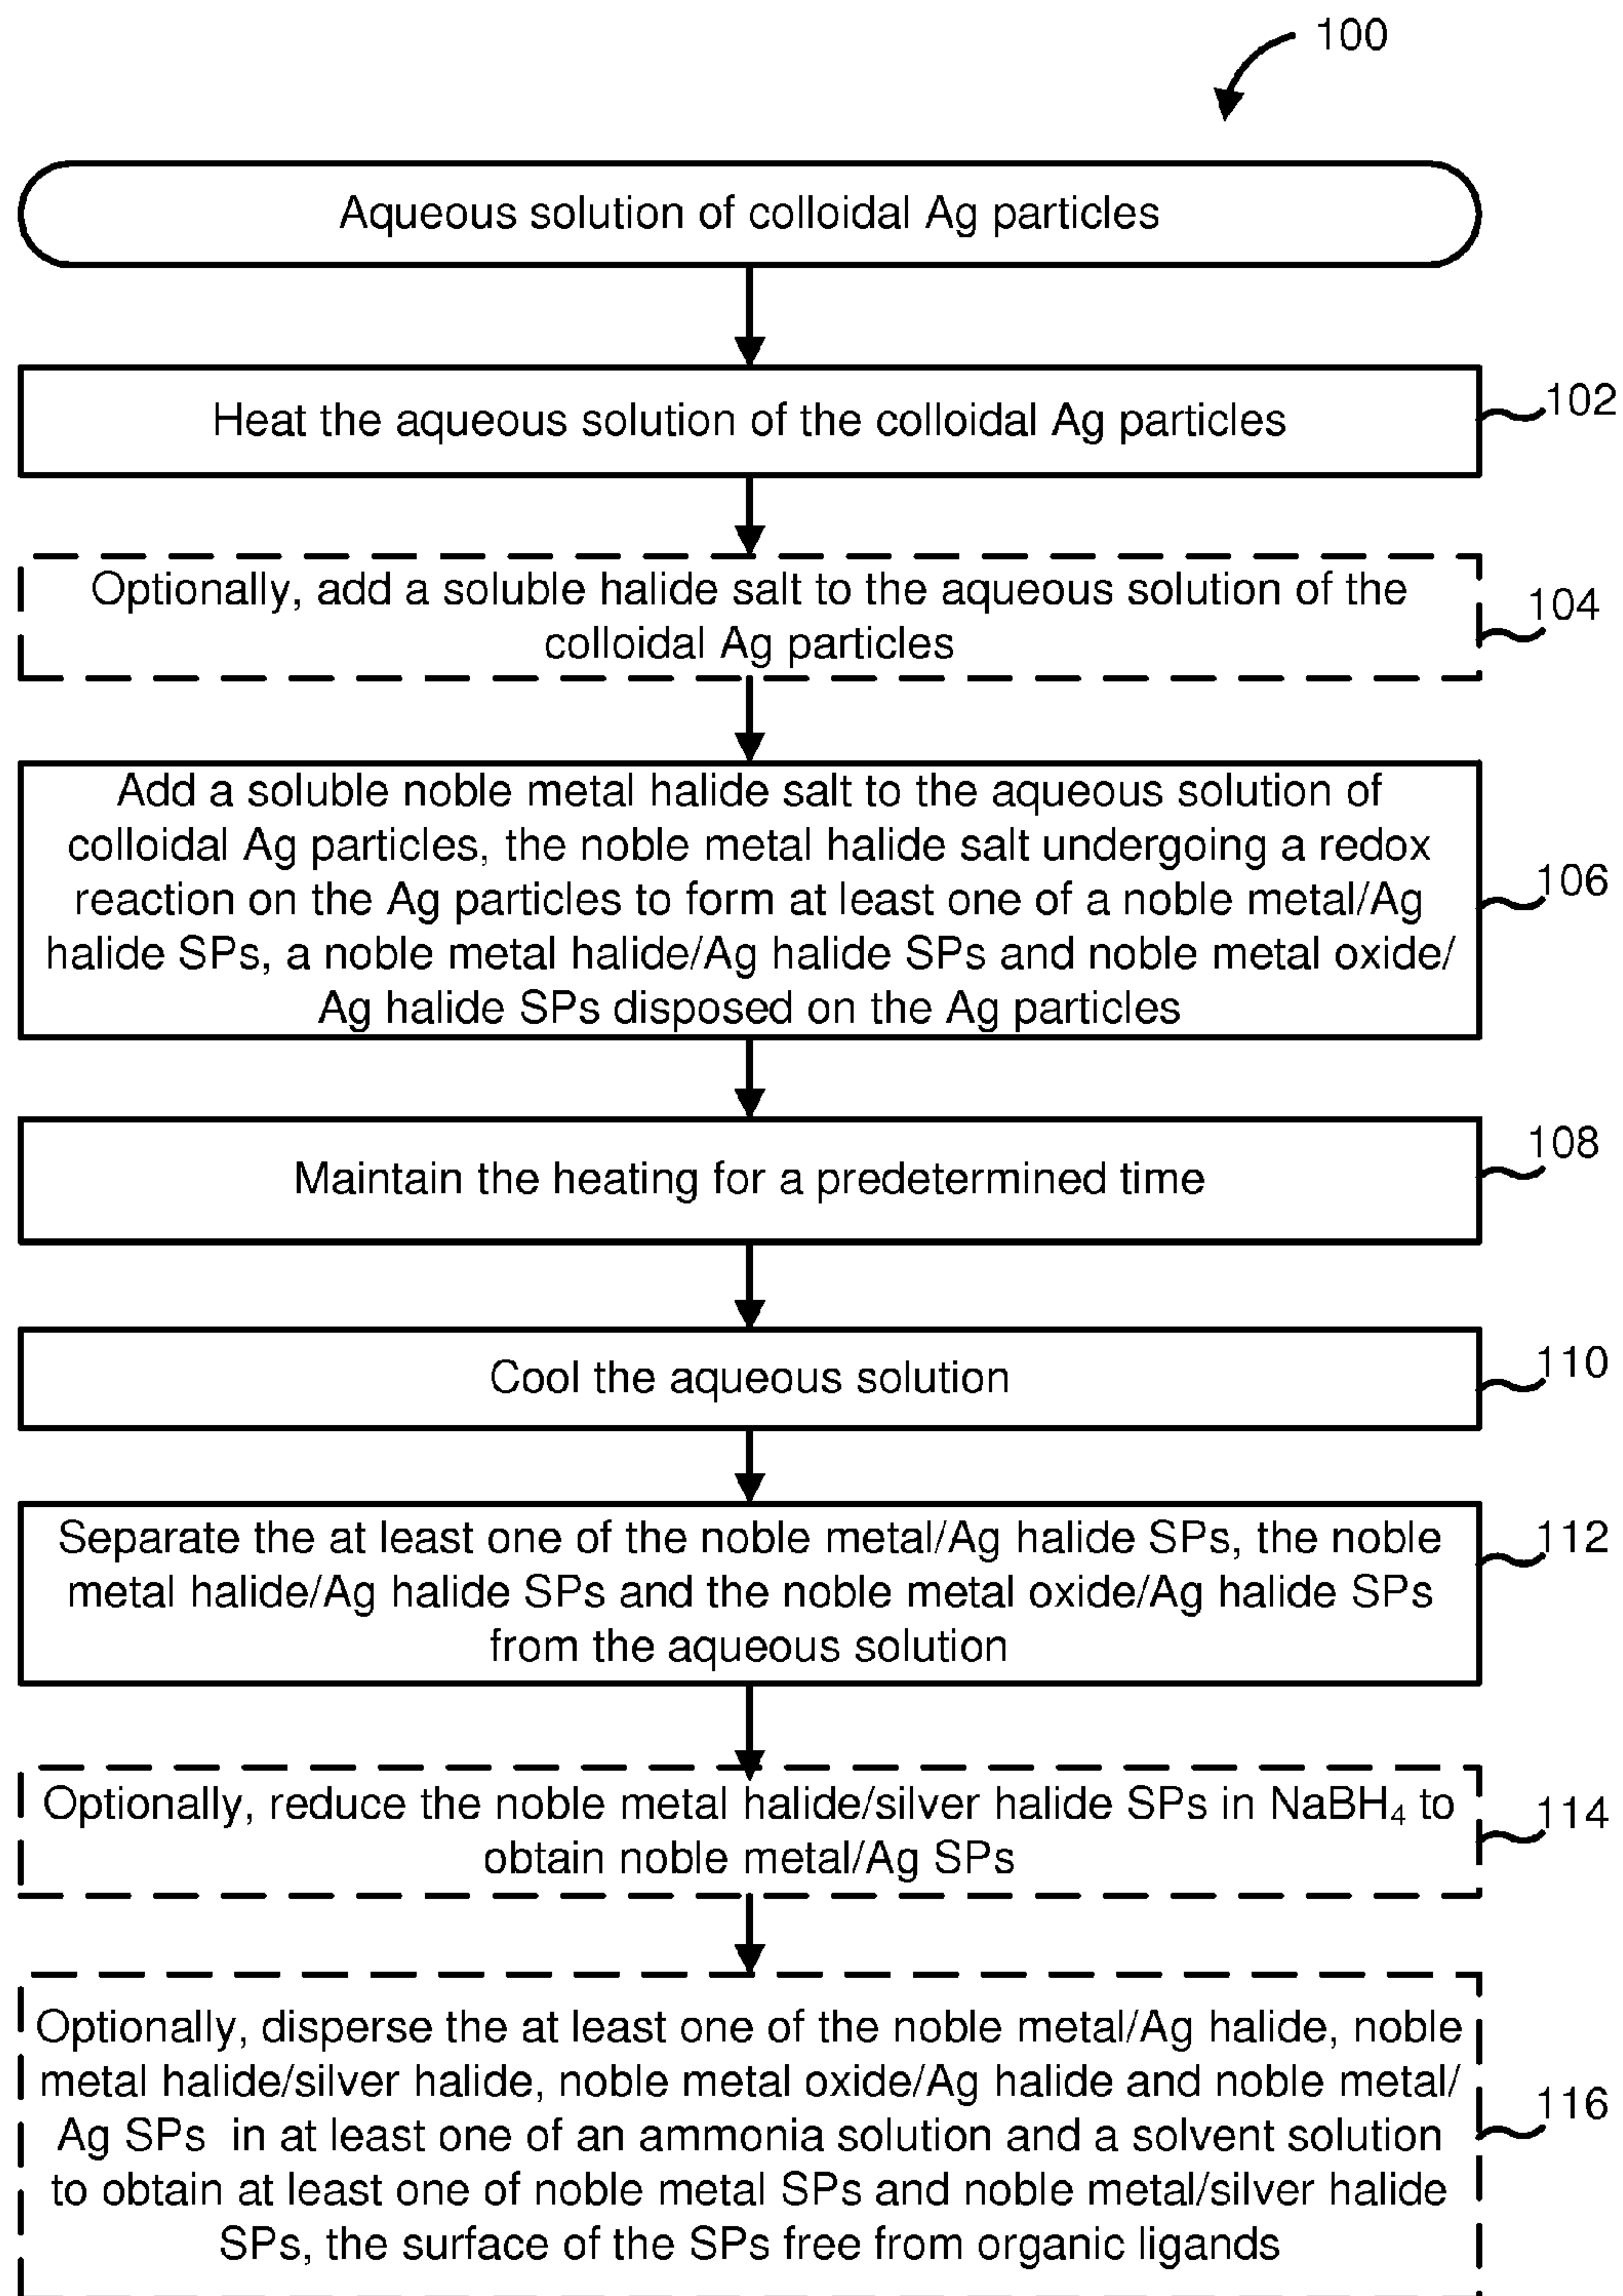 100
Aqueous solution of colloidal Ag particles
Heat the aqueous solution of the colloidal Ag particles
102
Optionally, add a soluble halide salt to the aqueous solution of the
colloidal Ag particles
104
Add a soluble noble metal halide salt to the aqueous solution of
colloidal Ag particles, the noble metal halide salt undergoing a redox
reaction on the Ag particles to form at least one of a noble metal/Ag
halide SPs, a noble metal halide/Ag halide SPs and noble metal oxide/
Ag halide SPs disposed on the Ag particles
106
Maintain the heating for a predetermined time
108
Cool the aqueous solution
110
Separate the at least one of the noble metal/Ag halide SPs, the noble
metal halide/Ag halide SPs and the noble metal oxide/Ag halide SPs
from the aqueous solution
112
Optionally, reduce the noble metal halide/silver halide SPs in NaBH₄ to
obtain noble metal/Ag SPs
114
Optionally, disperse the at least one of the noble metal/Ag halide, noble
metal halide/silver halide, noble metal oxide/Ag halide and noble metal/
Ag SPs in at least one of an ammonia solution and a solvent solution
to obtain at least one of noble metal SPs and noble metal/silver halide
SPs, the surface of the SPs free from organic ligands
116